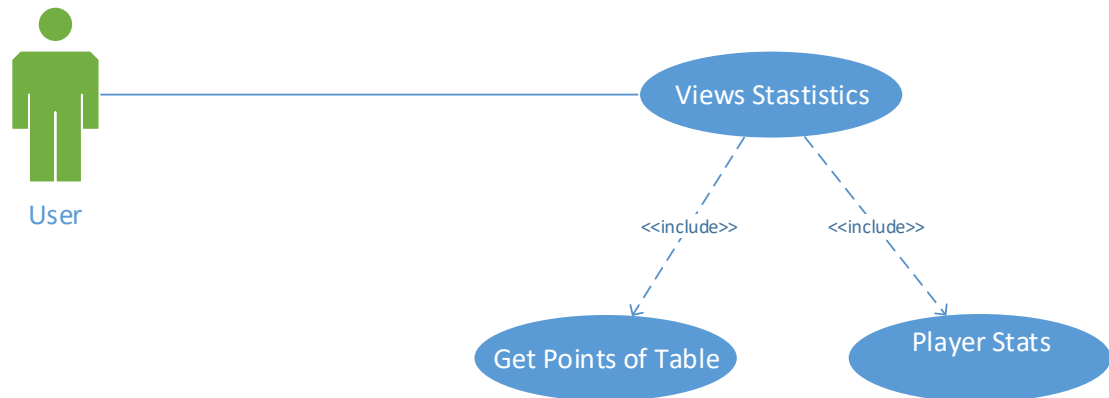 Views Stastistics
User
<<include>>
<<include>>
Get Points of Table
Player Stats